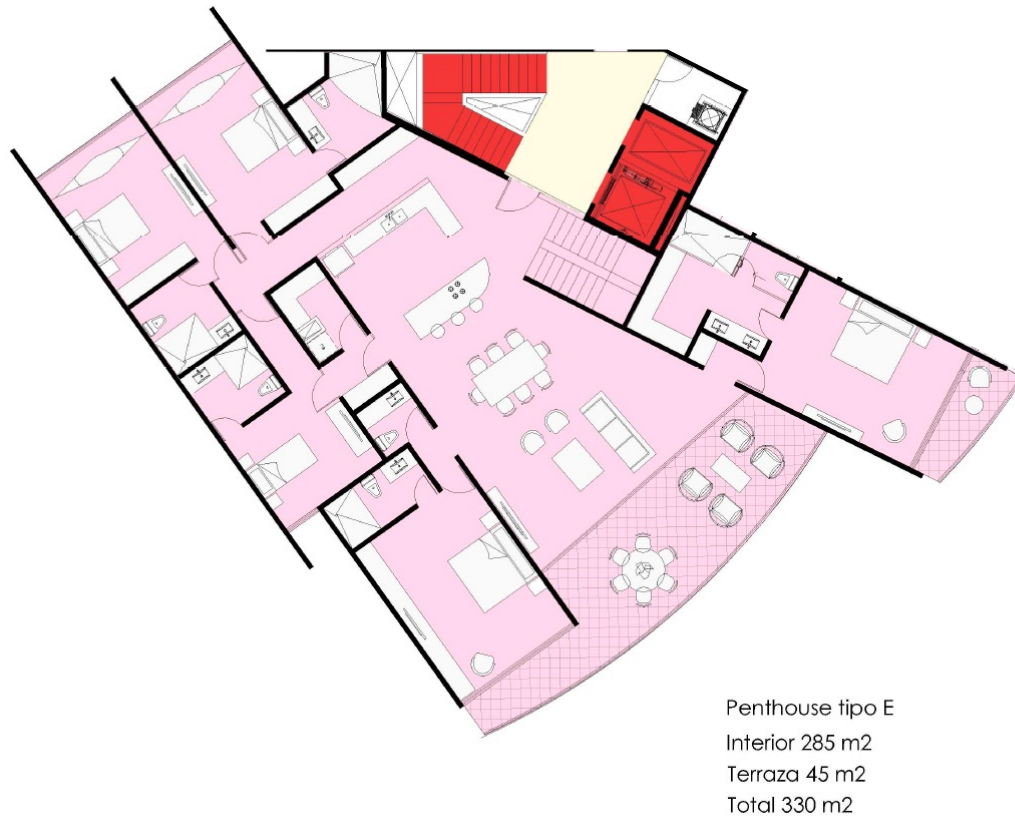 Penthouse tipo E
Interior 285 m2
Terraza 45 m2
Total 330 m2